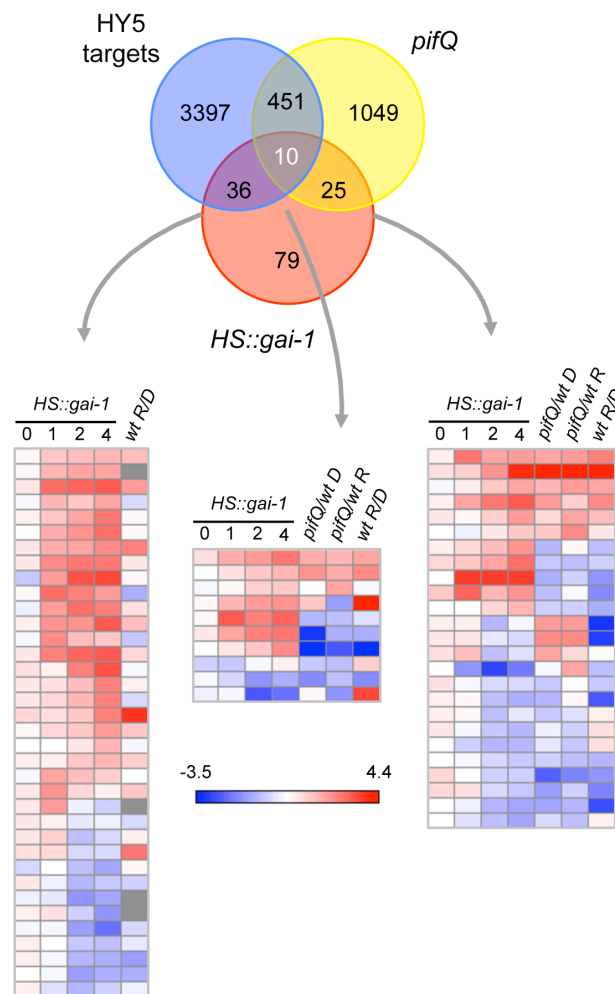 HY5
targets
pifQ
3397
451
1049
10
36
25
79
HS::gai-1
HS::gai-1
0 1 2 4 wt R/D
HS::gai-1
0 1 2 4 pifQ/wt D pifQ/wt R wt R/D
HS::gai-1
0 1 2 4 pifQ/wt D pifQ/wt R wt R/D
-3.5 4.4